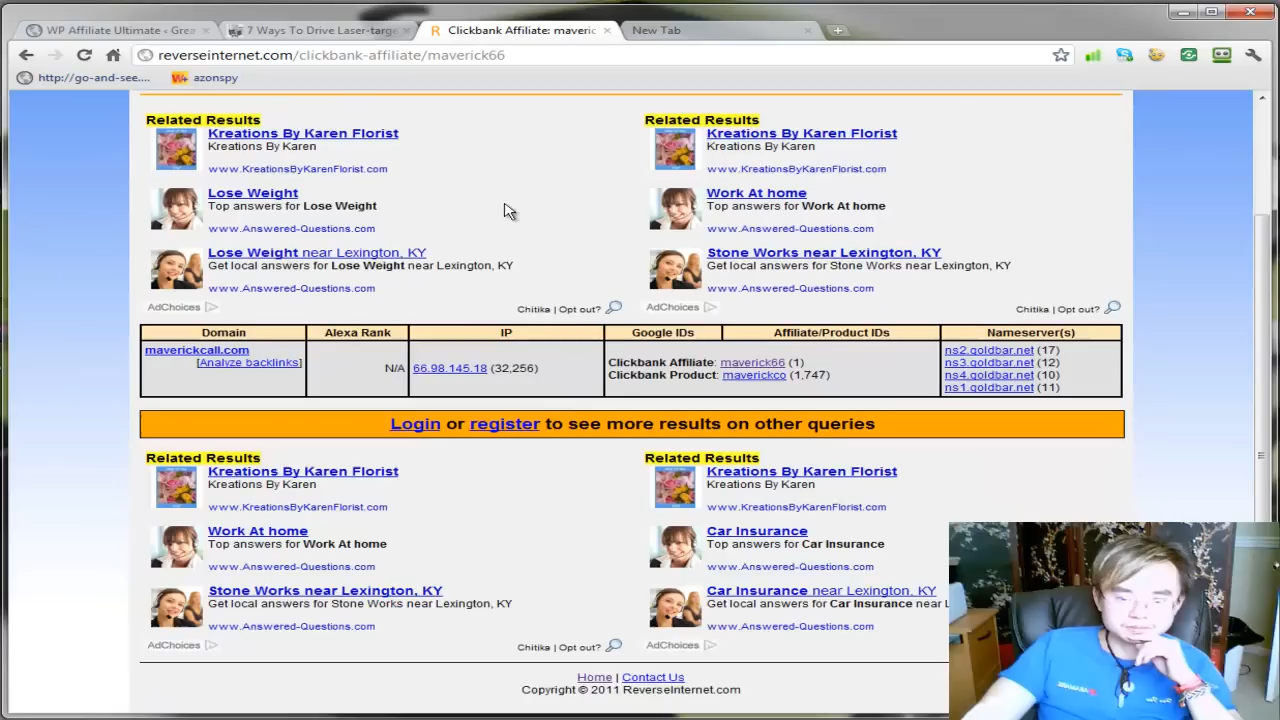 WP Affiliate Ultimate ‹ Grea
7 Ways To Drive Laser-targe
Clickbank Affiliate: maveric
New Tab
reverseinternet.com/clickbank-affiliate/maverick66
http://go-and-see....
azonspy
Related Results
Kreations By Karen Florist
Kreations By Karen
www.KreationsByKarenFlorist.com
Lose Weight
Top answers for Lose Weight
www.Answered-Questions.com
Lose Weight near Lexington, KY
Get local answers for Lose Weight near Lexington, KY
www.Answered-Questions.com
AdChoices
Chitika | Opt out?
Related Results
Kreations By Karen Florist
Kreations By Karen
www.KreationsByKarenFlorist.com
Work At home
Top answers for Work At home
www.Answered-Questions.com
Stone Works near Lexington, KY
Get local answers for Stone Works near Lexington, KY
www.Answered-Questions.com
AdChoices
Chitika | Opt out?
Domain Alexa Rank IP Google IDs Affiliate/Product IDs Nameserver(s)
maverickcall.com
[Analyze backlinks]
N/A
66.98.145.18 (32,256)
Clickbank Affiliate: maverick66 (1)
Clickbank Product: maverickco (1,747)
ns2.goldbar.net (17)
ns3.goldbar.net (12)
ns4.goldbar.net (10)
ns1.goldbar.net (11)
Login or register to see more results on other queries
Related Results
Kreations By Karen Florist
Kreations By Karen
www.KreationsByKarenFlorist.com
Work At home
Top answers for Work At home
www.Answered-Questions.com
Stone Works near Lexington, KY
Get local answers for Stone Works near Lexington, KY
www.Answered-Questions.com
AdChoices
Chitika | Opt out?
Related Results
Kreations By Karen Florist
Kreations By Karen
www.KreationsByKarenFlorist.com
Car Insurance
Top answers for Car Insurance
www.Answered-Questions.com
Car Insurance near Lexington, KY
Get local answers for Car Insurance near L
www.Answered-Questions.com
AdChoices
Home | Contact Us
Copyright © 2011 ReverseInternet.com